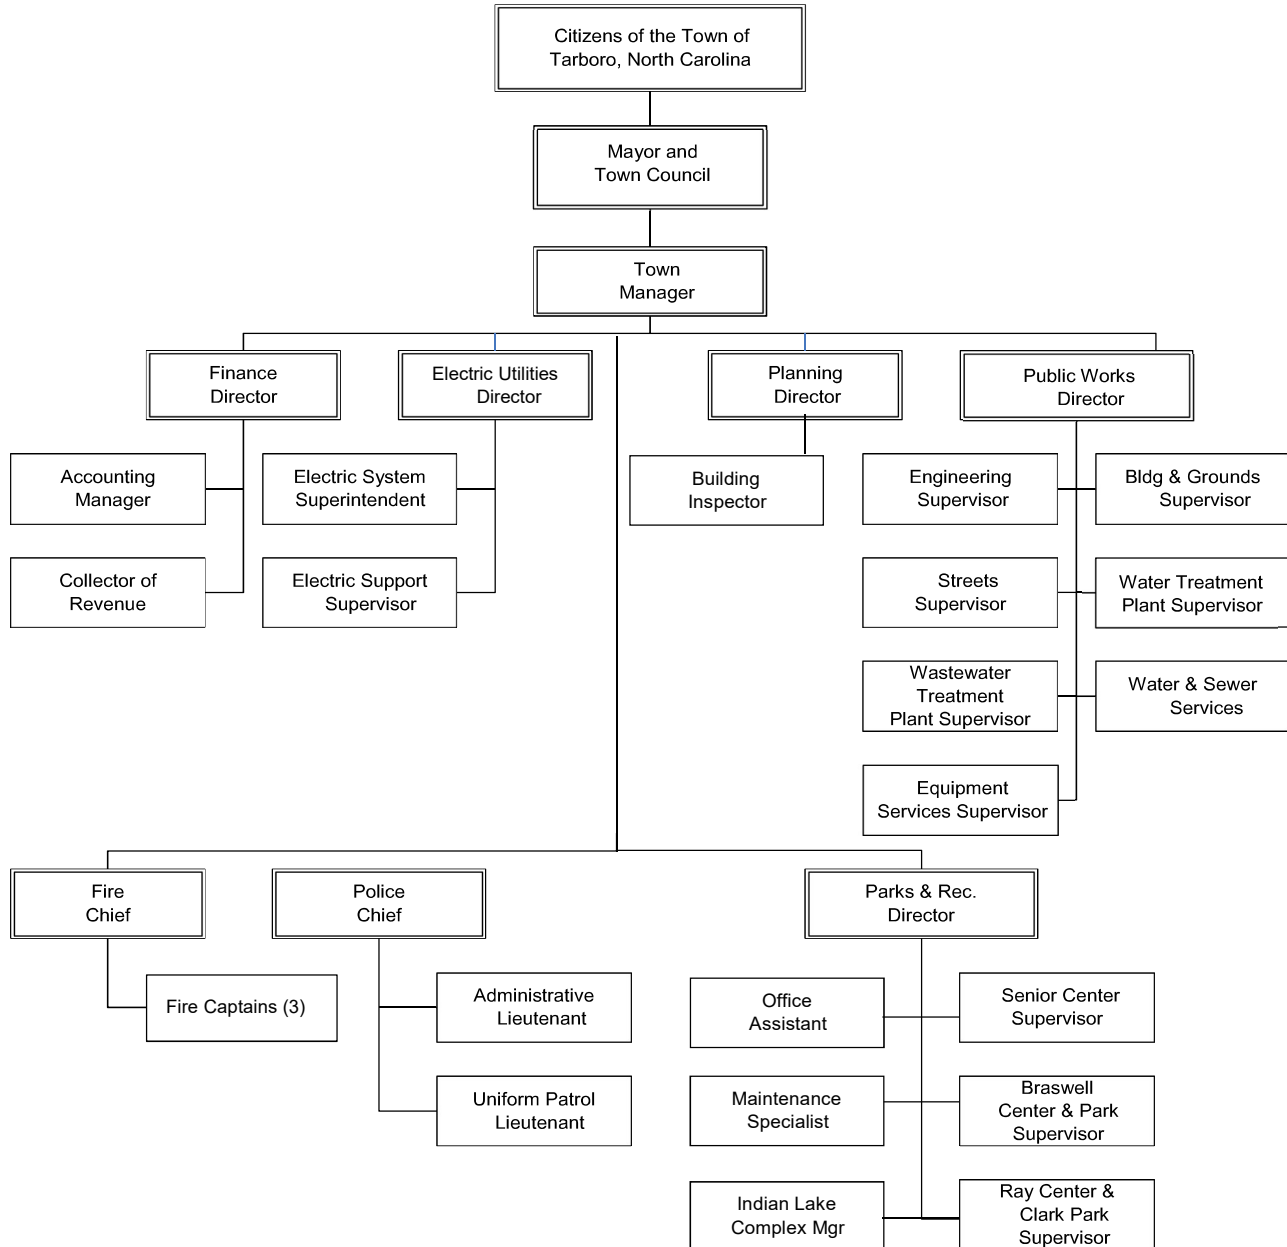 Citizens of the Town of
Tarboro, North Carolina
Mayor and
Town Council
Town
Manager
Finance
Director
Electric Utilities
Director
Planning
Director
Public Works
Director
Accounting
Manager
Electric System
Superintendent
Building
Inspector
Engineering
Supervisor
Bldg & Grounds
Supervisor
Collector of
Revenue
Electric Support
Supervisor
Streets
Supervisor
Water Treatment
Plant Supervisor
Wastewater
Treatment
Plant Supervisor
Water & Sewer
Services
Equipment
Services Supervisor
Fire
Chief
Police
Chief
Parks & Rec.
Director
Fire Captains (3)
Administrative
Lieutenant
Office
Assistant
Senior Center
Supervisor
Uniform Patrol
Lieutenant
Maintenance
Specialist
Braswell
Center & Park
Supervisor
Indian Lake
Complex Mgr
Ray Center &
Clark Park
Supervisor